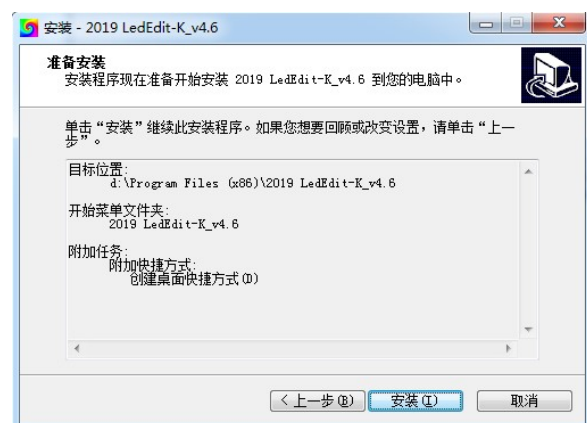 安装 - 2019 LedEdit-K_v4.6
准备安装
安装程序现在准备开始安装 2019 LedEdit-K_v4.6 到您的电脑中。
单击“安装”继续此安装程序。如果您想要回顾或改变设置，请单击“上一
步”。
目标位置:
d:\Program Files (x86)\2019 LedEdit-K_v4.6
开始菜单文件夹:
2019 LedEdit-K_v4.6
附加任务:
附加快捷方式:
创建桌面快捷方式(D)
< 上一步(B) 安装(I) 取消